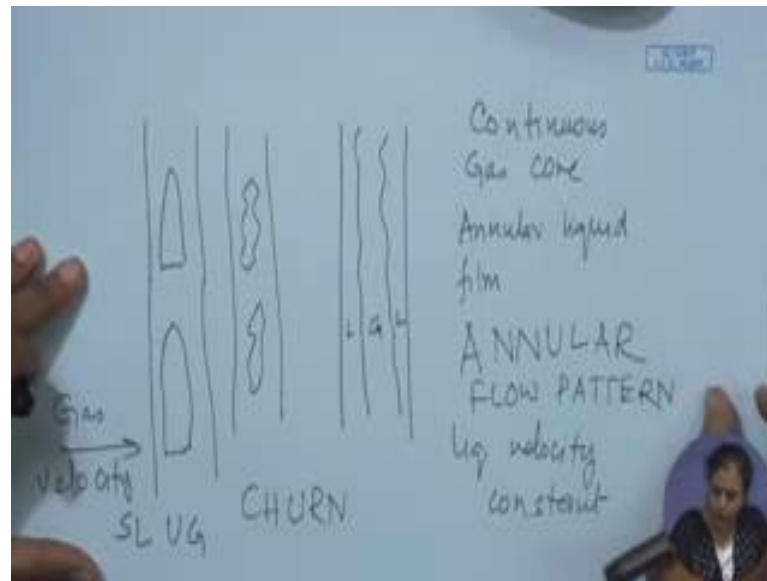 Continuous
Gas core
Annular liquid
film
ANNULAR
FLOW PATTERN
liq velocity
constant
L G L
Gas
velocity
SLUG
CHURN